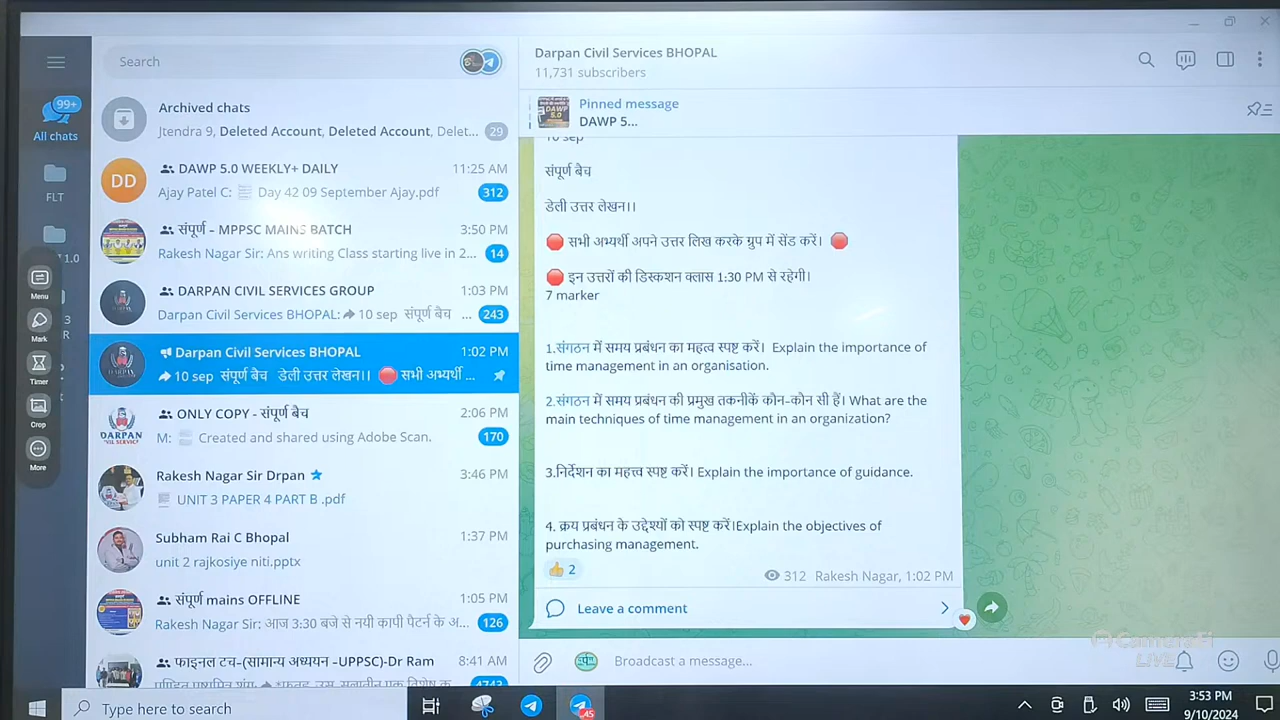 Search
99+
All chats
FLT
Menu
Mark
Timer
Crop
More
Archived chats
Jtendra 9, Deleted Account, Deleted Account, Delet... 29
DAWP 5.0 WEEKLY+ DAILY 11:25 AM
DD
Ajay Patel C: Day 42 09 September Ajay.pdf 312
संपूर्ण - MPPSC MAINS BATCH 3:50 PM
Rakesh Nagar Sir: Ans writing Class starting live in 2... 14
DARPAN CIVIL SERVICES GROUP 1:03 PM
Darpan Civil Services BHOPAL: 10 sep संपूर्ण बैच ... 243
Darpan Civil Services BHOPAL 1:02 PM
10 sep संपूर्ण बैच डेली उत्तर लेखन।। 🔴 सभी अभ्यर्थी ...
ONLY COPY - संपूर्ण बैच 2:06 PM
M: Created and shared using Adobe Scan. 170
Rakesh Nagar Sir Drpan 3:46 PM
UNIT 3 PAPER 4 PART B .pdf
Subham Rai C Bhopal 1:37 PM
unit 2 rajkosiye niti.pptx
संपूर्ण mains OFFLINE 1:05 PM
Rakesh Nagar Sir: आज 3:30 बजे से नयी कापी पैटर्न के अ... 126
फाइनल टच-(सामान्य अध्ययन -UPPSC)-Dr Ram 8:41 AM
4743
Darpan Civil Services BHOPAL
11,731 subscribers
Pinned message
DAWP 5...
10 sep
संपूर्ण बैच
डेली उत्तर लेखन।।
🔴 सभी अभ्यर्थी अपने उत्तर लिख करके ग्रुप में सेंड करें। 🔴
🔴 इन उत्तरों की डिस्कशन क्लास 1:30 PM से रहेगी।
7 marker
1.संगठन में समय प्रबंधन का महत्व स्पष्ट करें। Explain the importance of
time management in an organisation.
2.संगठन में समय प्रबंधन की प्रमुख तकनीकें कौन-कौन सी हैं। What are the
main techniques of time management in an organization?
3.निर्देशन का महत्त्व स्पष्ट करें। Explain the importance of guidance.
4. क्रय प्रबंधन के उद्देश्यों को स्पष्ट करें।Explain the objectives of
purchasing management.
👍 2
312 Rakesh Nagar, 1:02 PM
Leave a comment
Broadcast a message...
CameraFi
LIVE
Type here to search
45
3:53 PM
9/10/2024